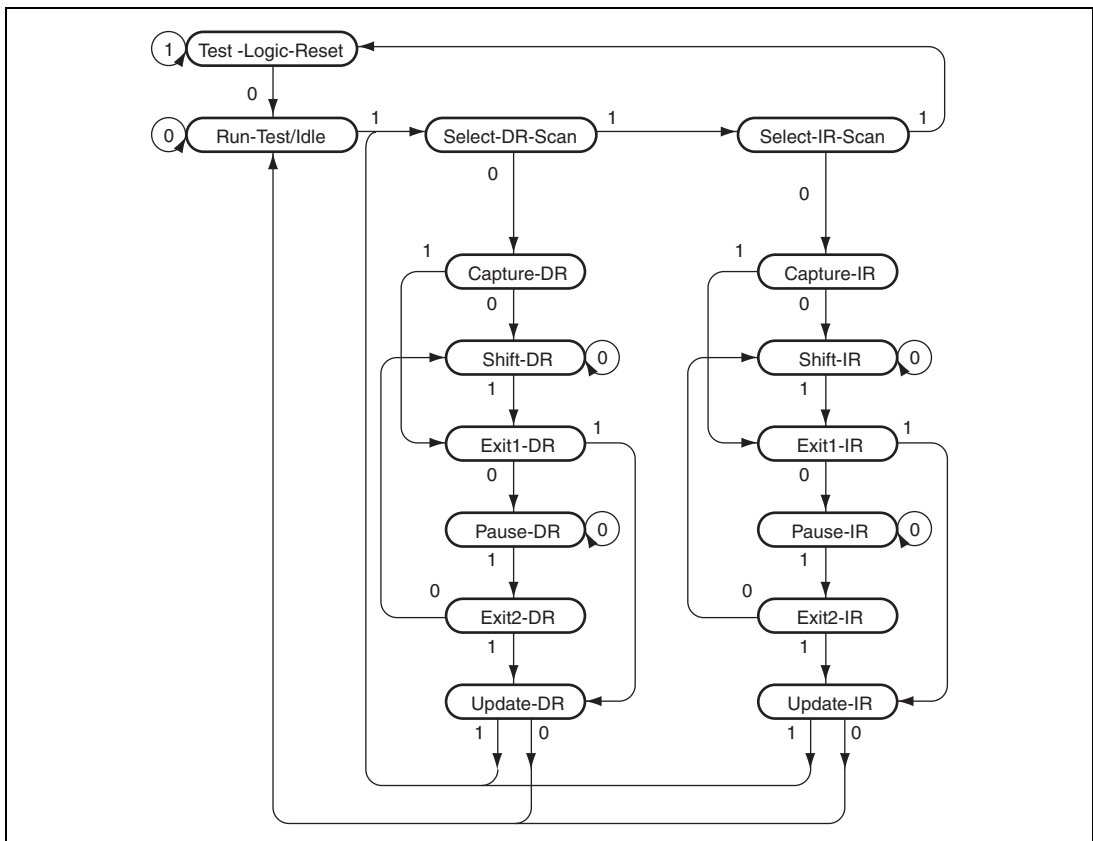 1 Test -Logic-Reset
0
0 Run-Test/Idle 1 Select-DR-Scan 1 Select-IR-Scan 1
0 0
1 Capture-DR 1 Capture-IR
0 0
Shift-DR 0 Shift-IR 0
1 1
Exit1-DR 1 Exit1-IR 1
0 0
Pause-DR 0 Pause-IR 0
1 1
0 Exit2-DR 0 Exit2-IR
1 1
Update-DR Update-IR
1 0 1 0